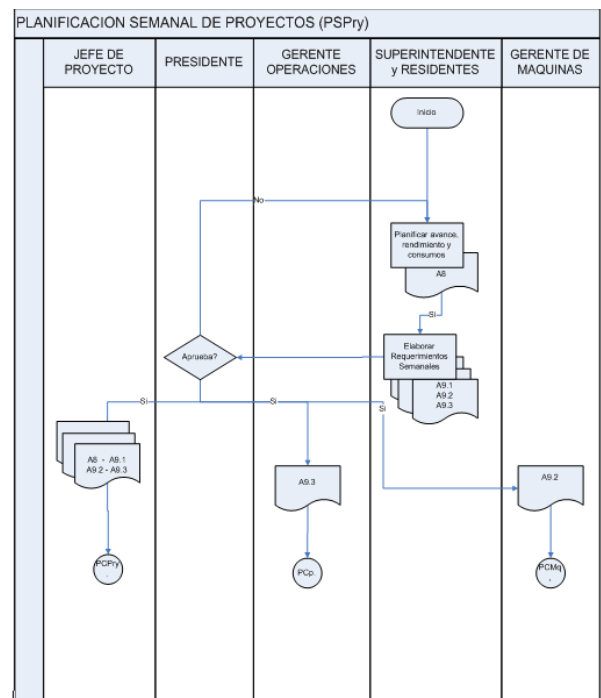 PLANIFICACION SEMANAL DE PROYECTOS (PSPry)
JEFE DE
PROYECTO
PRESIDENTE
GERENTE
OPERACIONES
SUPERINTENDENTE
y RESIDENTES
GERENTE DE
MAQUINAS
Inicio
No
Planificar avance,
rendimiento y
consumos
A8
Si
Elaborar
Requerimientos
Semanales
A9.1
A9.2
A9.3
Aprueba?
Si
Si
Si
A8 - A9.1
A9.2 - A9.3
A9.3
A9.2
PCPry
.
PCp.
PCMq
.